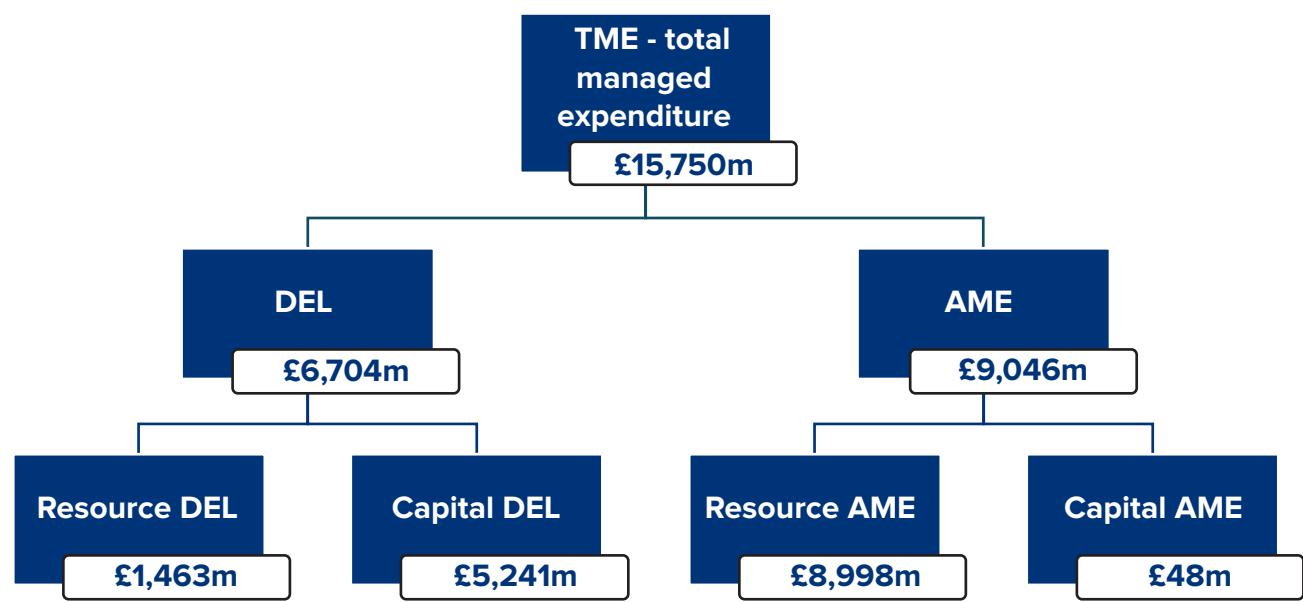 TME - total
managed
expenditure
£15,750m
DEL
£6,704m
AME
£9,046m
Resource DEL
£1,463m
Capital DEL
£5,241m
Resource AME
£8,998m
Capital AME
£48m